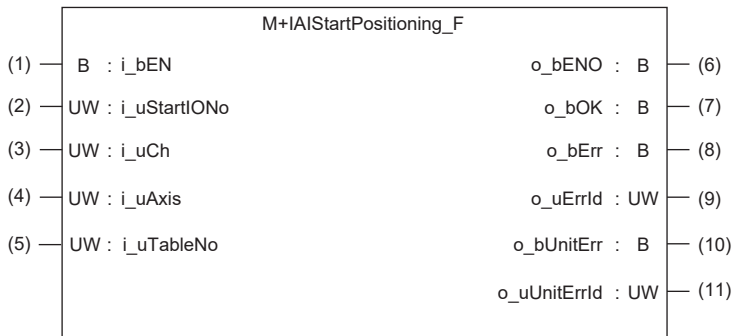 M+IAIStartPositioning_F
(1) B : i_bEN o_bENO : B (6)
(2) UW : i_uStartIONo o_bOK : B (7)
(3) UW : i_uCh o_bErr : B (8)
(4) UW : i_uAxis o_uErrId : UW (9)
(5) UW : i_uTableNo o_bUnitErr : B (10)
o_uUnitErrId : UW (11)